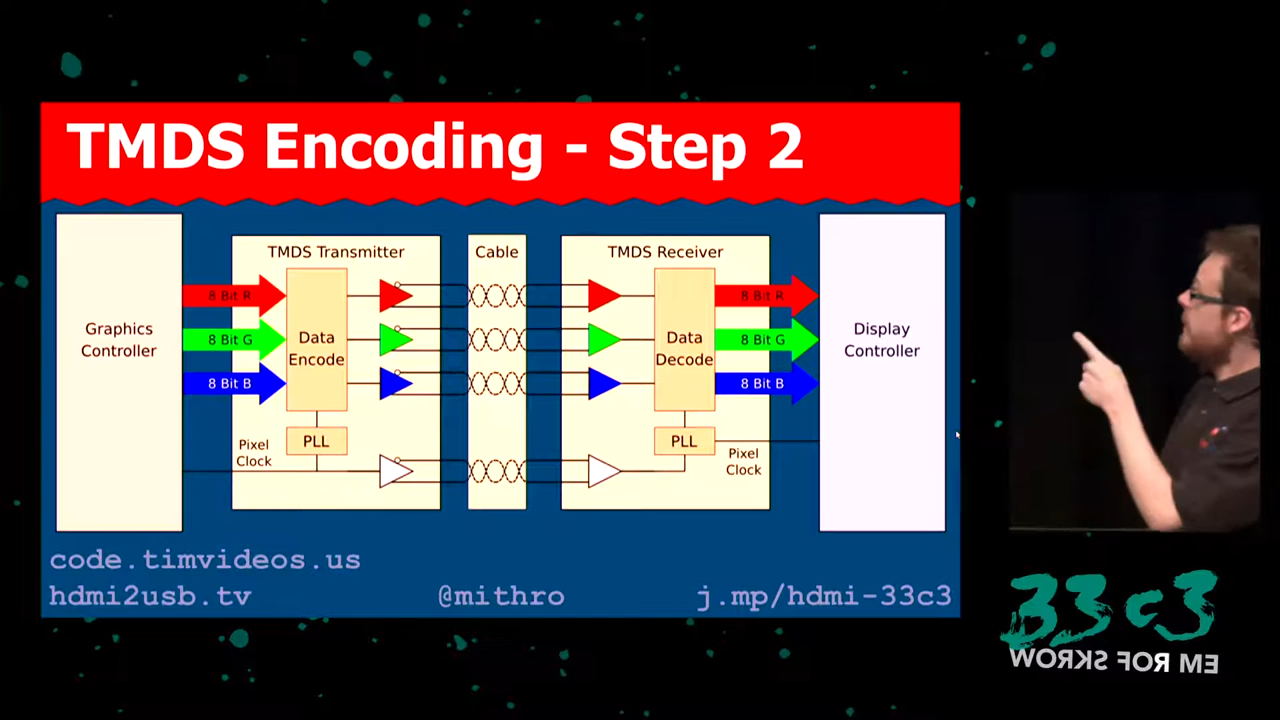 TMDS Encoding - Step 2
Graphics
Controller
8 Bit R
8 Bit G
8 Bit B
Pixel
Clock
TMDS Transmitter
Data
Encode
PLL
Cable
TMDS Receiver
Data
Decode
PLL
8 Bit R
8 Bit G
8 Bit B
Pixel
Clock
Display
Controller
code.timvideos.us
hdmi2usb.tv
@mithro
j.mp/hdmi-33c3
33c3
WORKS FOR ME